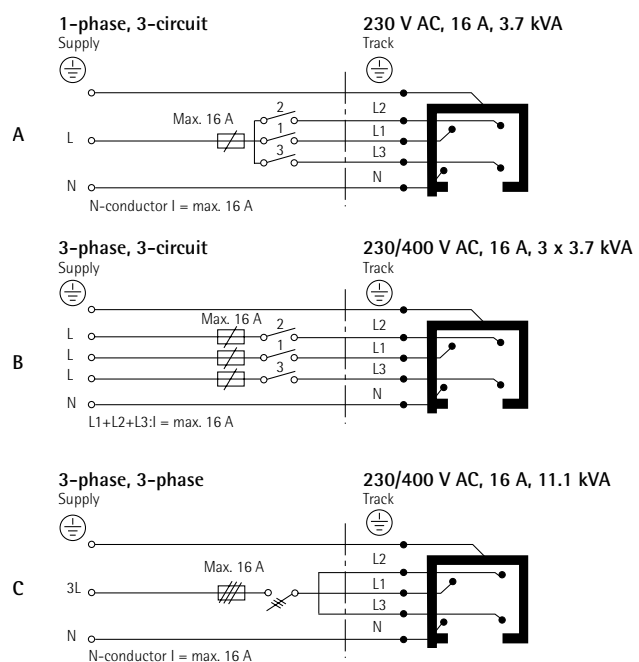 1-phase, 3-circuit
230 V AC, 16 A, 3.7 kVA
Supply
Track
A
L
N
Max. 16 A
2
1
3
L2
L1
L3
N
N-conductor I = max. 16 A
3-phase, 3-circuit
230/400 V AC, 16 A, 3 x 3.7 kVA
Supply
Track
B
L
L
L
N
Max. 16 A
2
1
3
L2
L1
L3
N
L1+L2+L3:I = max. 16 A
3-phase, 3-phase
230/400 V AC, 16 A, 11.1 kVA
Supply
Track
C
3L
N
Max. 16 A
L2
L1
L3
N
N-conductor I = max. 16 A